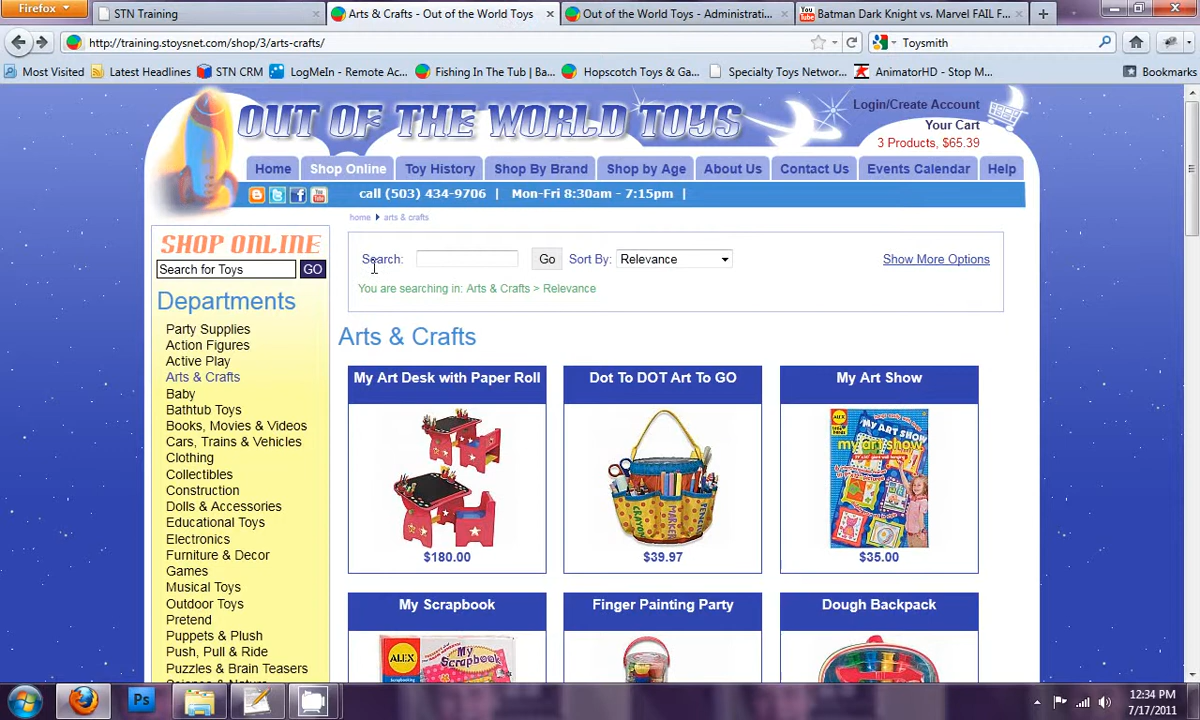 Firefox
STN Training
Arts & Crafts - Out of the World Toys
Out of the World Toys - Administrati...
Batman Dark Knight vs. Marvel FAIL F...
http://training.stoysnet.com/shop/3/arts-crafts/
Toysmith
Most Visited
Latest Headlines
STN CRM
LogMeIn - Remote Ac...
Fishing In The Tub | Ba...
Hopscotch Toys & Ga...
Specialty Toys Networ...
AnimatorHD - Stop M...
Bookmarks
OUT OF THE WORLD TOYS
Login/Create Account
Your Cart
3 Products, $65.39
Home
Shop Online
Toy History
Shop By Brand
Shop by Age
About Us
Contact Us
Events Calendar
Help
call (503) 434-9706 | Mon-Fri 8:30am - 7:15pm |
home arts & crafts
SHOP ONLINE
Search for Toys GO
Departments
Party Supplies
Action Figures
Active Play
Arts & Crafts
Baby
Bathtub Toys
Books, Movies & Videos
Cars, Trains & Vehicles
Clothing
Collectibles
Construction
Dolls & Accessories
Educational Toys
Electronics
Furniture & Decor
Games
Musical Toys
Outdoor Toys
Pretend
Puppets & Plush
Push, Pull & Ride
Puzzles & Brain Teasers
Search: Go Sort By: Relevance Show More Options
You are searching in: Arts & Crafts > Relevance
Arts & Crafts
My Art Desk with Paper Roll
$180.00
Dot To DOT Art To GO
CRAYON
MARKER
$39.97
My Art Show
ALEX
my art show
$35.00
My Scrapbook
ALEX
My Scrapbook
Finger Painting Party
Dough Backpack
Ps
12:34 PM
7/17/2011